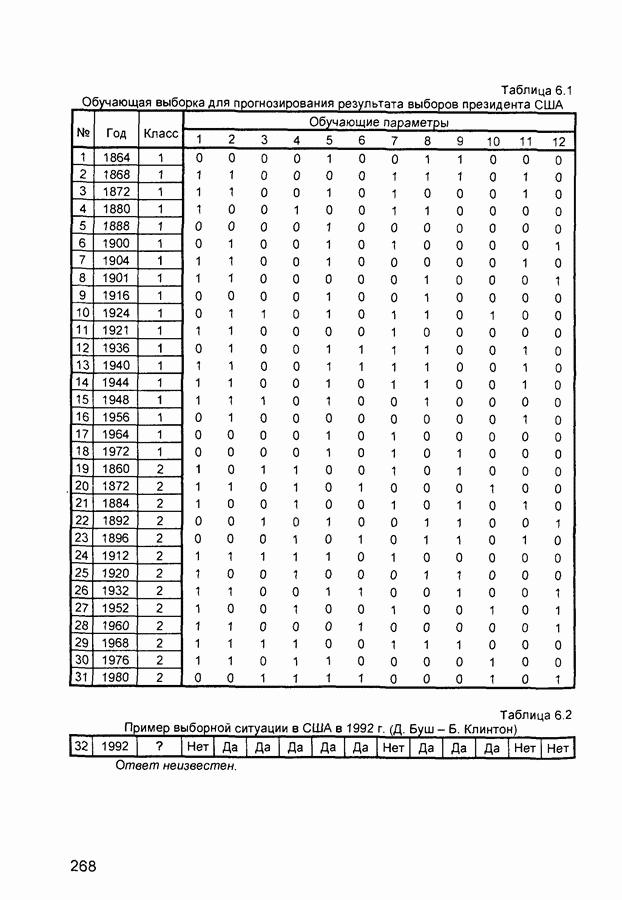 Таблица 6.1
Обучающая выборка для прогнозирования результата выборов президента США
№ Год Класс Обучающие параметры
1 2 3 4 5 6 7 8 9 10 11 12
1 1864 1 0 0 0 0 1 0 0 1 1 0 0 0
2 1868 1 1 1 0 0 0 0 1 1 1 0 1 0
3 1872 1 1 1 0 0 1 0 1 0 0 0 1 0
4 1880 1 1 0 0 1 0 0 1 1 0 0 0 0
5 1888 1 0 0 0 0 1 0 0 0 0 0 0 0
6 1900 1 0 1 0 0 1 0 1 0 0 0 0 1
7 1904 1 1 1 0 0 1 0 0 0 0 0 1 0
8 1901 1 1 1 0 0 0 0 0 1 0 0 0 1
9 1916 1 0 0 0 0 1 0 0 1 0 0 0 0
10 1924 1 0 1 1 0 1 0 1 1 0 1 0 0
11 1921 1 1 1 0 0 0 0 1 0 0 0 0 0
12 1936 1 0 1 0 0 1 1 1 1 0 0 1 0
13 1940 1 1 1 0 0 1 1 1 1 0 0 1 0
14 1944 1 1 1 0 0 1 0 1 1 0 0 1 0
15 1948 1 1 1 1 0 1 0 0 1 0 0 0 0
16 1956 1 0 1 0 0 0 0 0 0 0 0 1 0
17 1964 1 0 0 0 0 1 0 1 0 0 0 0 0
18 1972 1 0 0 0 0 1 0 1 0 1 0 0 0
19 1860 2 1 0 1 1 0 0 1 0 1 0 0 0
20 1872 2 1 1 0 1 0 1 0 0 0 1 0 0
21 1884 2 1 0 0 1 0 0 1 0 1 0 1 0
22 1892 2 0 0 1 0 1 0 0 1 1 0 0 1
23 1896 2 0 0 0 1 0 1 0 1 1 0 1 0
24 1912 2 1 1 1 1 1 0 1 0 0 0 0 0
25 1920 2 1 0 0 1 0 0 0 1 1 0 0 0
26 1932 2 1 1 0 0 1 1 0 0 1 0 0 1
27 1952 2 1 0 0 1 0 0 1 0 0 1 0 1
28 1960 2 1 1 0 0 0 1 0 0 0 0 0 1
29 1968 2 1 1 1 1 0 0 1 1 1 0 0 0
30 1976 2 1 1 0 1 1 0 0 0 0 1 0 0
31 1980 2 0 0 1 1 1 1 0 0 0 1 0 1
Таблица 6.2
Пример выборной ситуации в США в 1992 г. (Д. Буш – Б. Клинтон)
32 1992 ? Нет Да Да Да Да Да Нет Да Да Да Нет Нет
Ответ неизвестен.
268